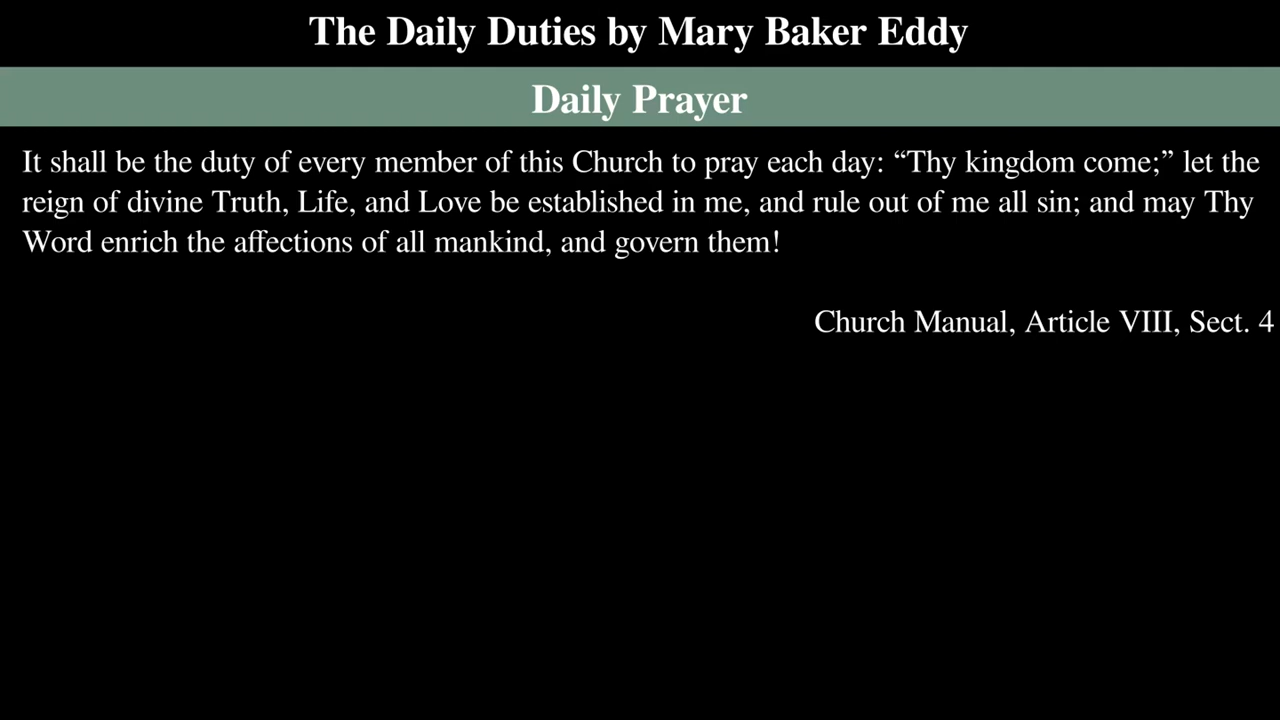 The Daily Duties by Mary Baker Eddy
Daily Prayer
It shall be the duty of every member of this Church to pray each day: “Thy kingdom come;” let the
reign of divine Truth, Life, and Love be established in me, and rule out of me all sin; and may Thy
Word enrich the affections of all mankind, and govern them!
Church Manual, Article VIII, Sect. 4